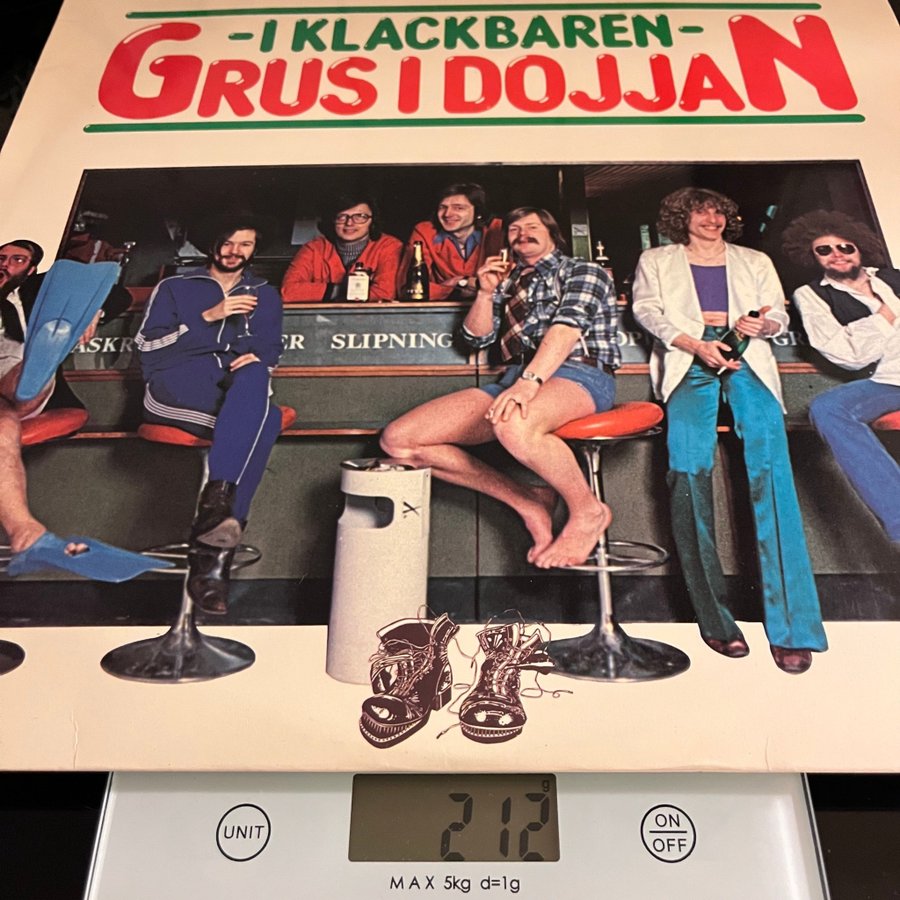 -I KLACKBAREN-
GRUS I DOJJAN
SLIPNING
212 g
UNIT
ON
OFF
MAX 5kg d=1g